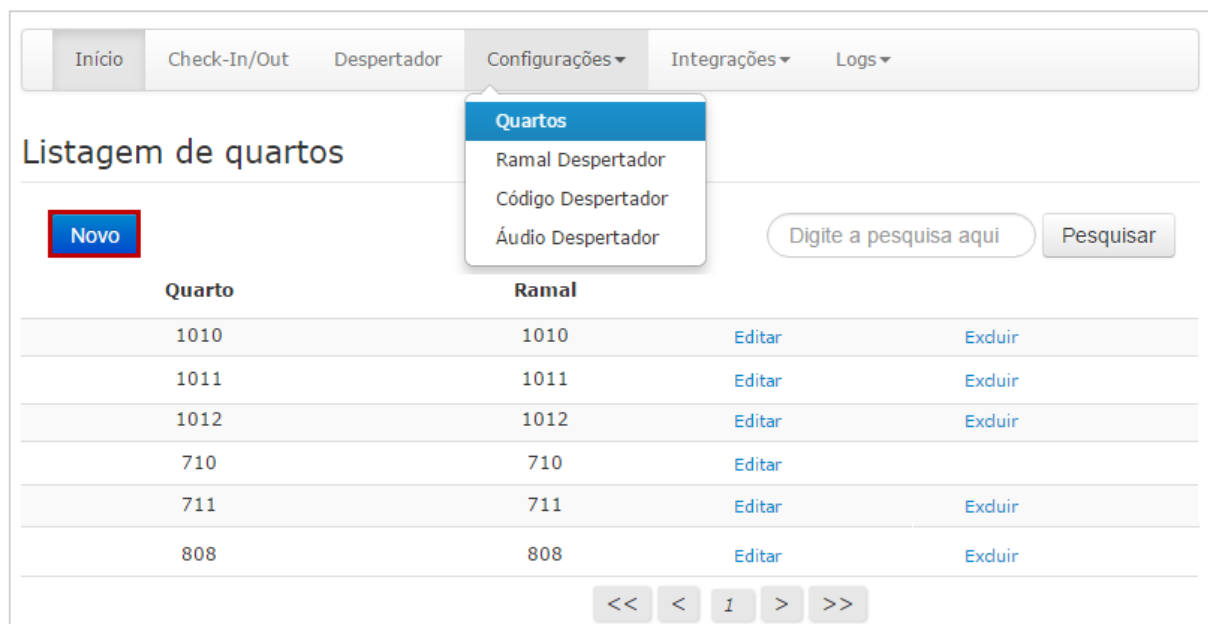 Início Check-In/Out Despertador Configurações Integrações Logs
Quartos
Ramal Despertador
Código Despertador
Áudio Despertador
Listagem de quartos
Novo Digite a pesquisa aqui Pesquisar
Quarto Ramal
1010 1010 Editar Excluir
1011 1011 Editar Excluir
1012 1012 Editar Excluir
710 710 Editar
711 711 Editar Excluir
808 808 Editar Excluir
<< < 1 > >>